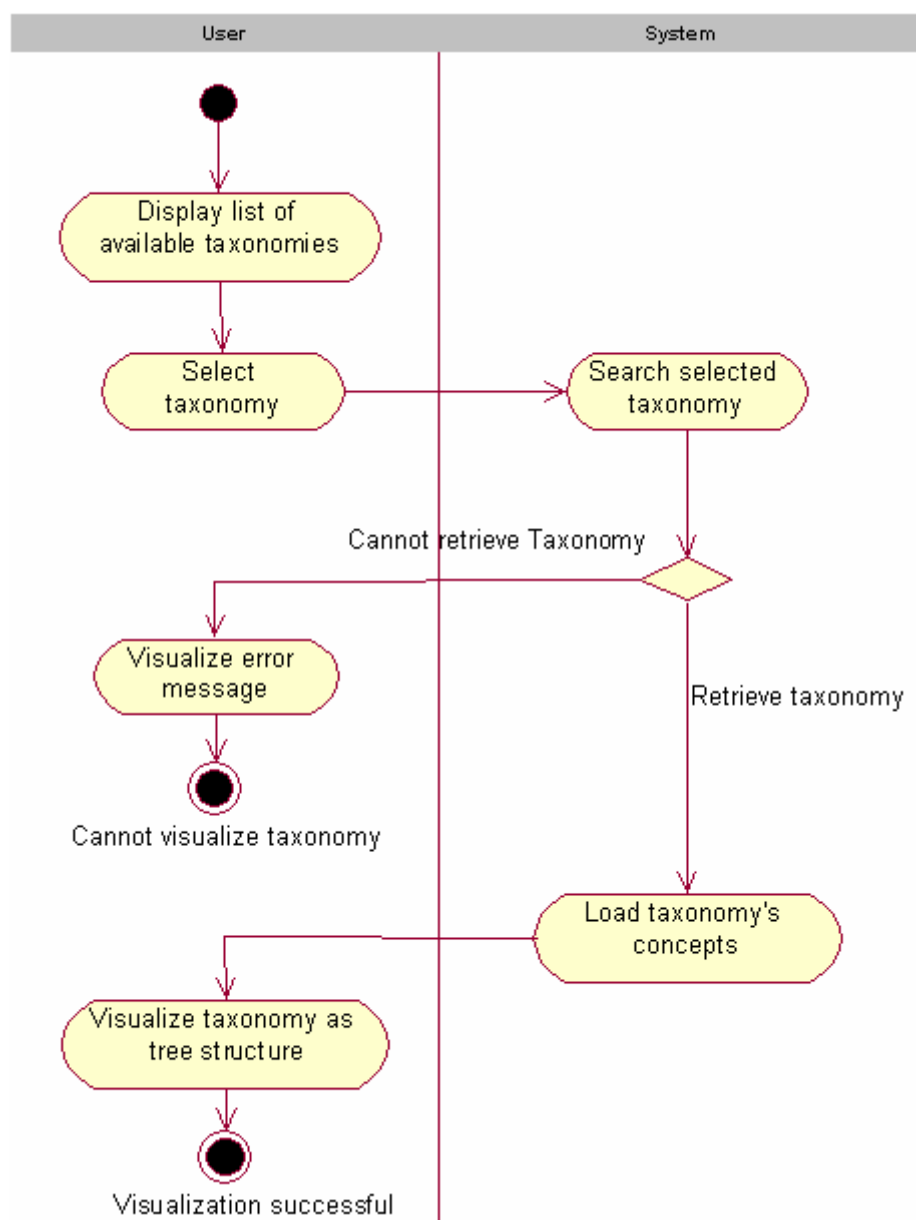 User
System
Display list of
available taxonomies
Select
taxonomy
Search selected
taxonomy
Cannot retrieve Taxonomy
Visualize error
message
Retrieve taxonomy
Cannot visualize taxonomy
Load taxonomy's
concepts
Visualize taxonomy as
tree structure
Visualization successful